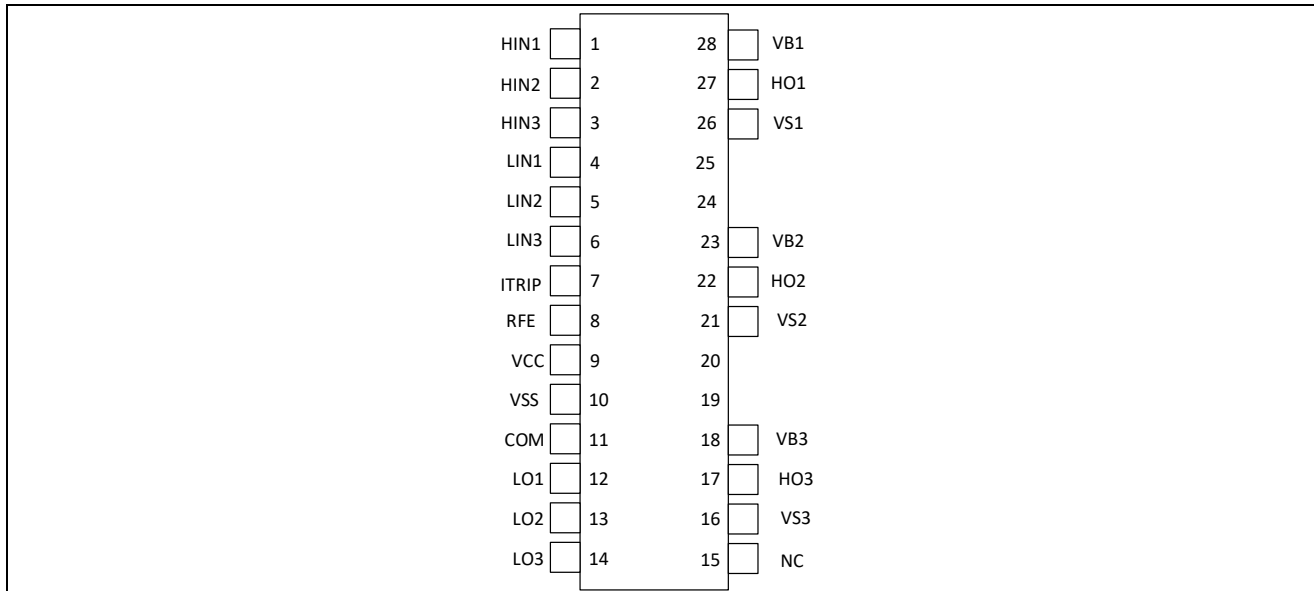 HIN1 1 28 VB1
HIN2 2 27 HO1
HIN3 3 26 VS1
LIN1 4 25
LIN2 5 24
LIN3 6 23 VB2
ITRIP 7 22 HO2
RFE 8 21 VS2
VCC 9 20
VSS 10 19
COM 11 18 VB3
LO1 12 17 HO3
LO2 13 16 VS3
LO3 14 15 NC